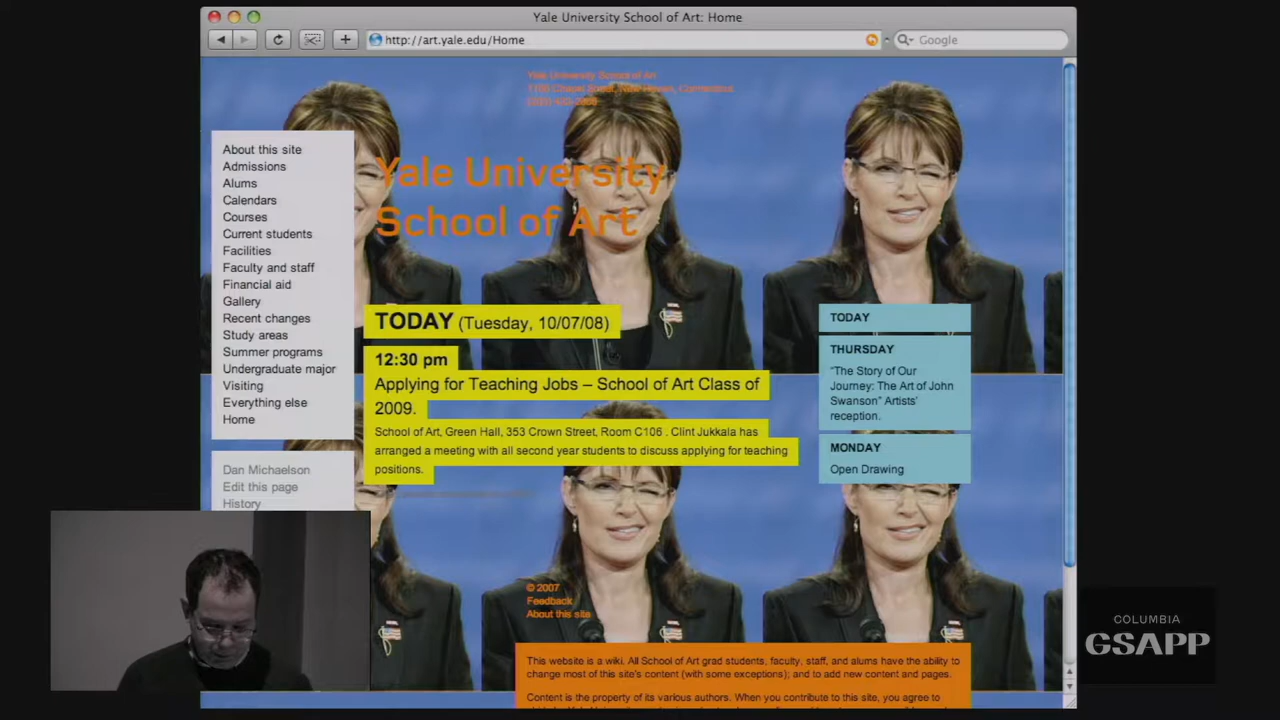 Yale University School of Art: Home
http://art.yale.edu/Home
Google
Yale University School of Art
1156 Chapel Street, New Haven, Connecticut
About this site
Admissions
Alums
Calendars
Courses
Current students
Facilities
Faculty and staff
Financial aid
Gallery
Recent changes
Study areas
Summer programs
Undergraduate major
Visiting
Everything else
Home
Dan Michaelson
Edit this page
History
Yale University
School of Art
TODAY (Tuesday, 10/07/08)
12:30 pm
Applying for Teaching Jobs – School of Art Class of
2009.
School of Art, Green Hall, 353 Crown Street, Room C106 . Clint Jukkala has
arranged a meeting with all second year students to discuss applying for teaching
positions.
TODAY
THURSDAY
“The Story of Our
Journey: The Art of John
Swanson” Artists’
reception.
MONDAY
Open Drawing
© 2007
Feedback
About this site
This website is a wiki. All School of Art grad students, faculty, staff, and alums have the ability to
change most of this site's content (with some exceptions); and to add new content and pages.
Content is the property of its various authors. When you contribute to this site, you agree to
COLUMBIA
GSAPP